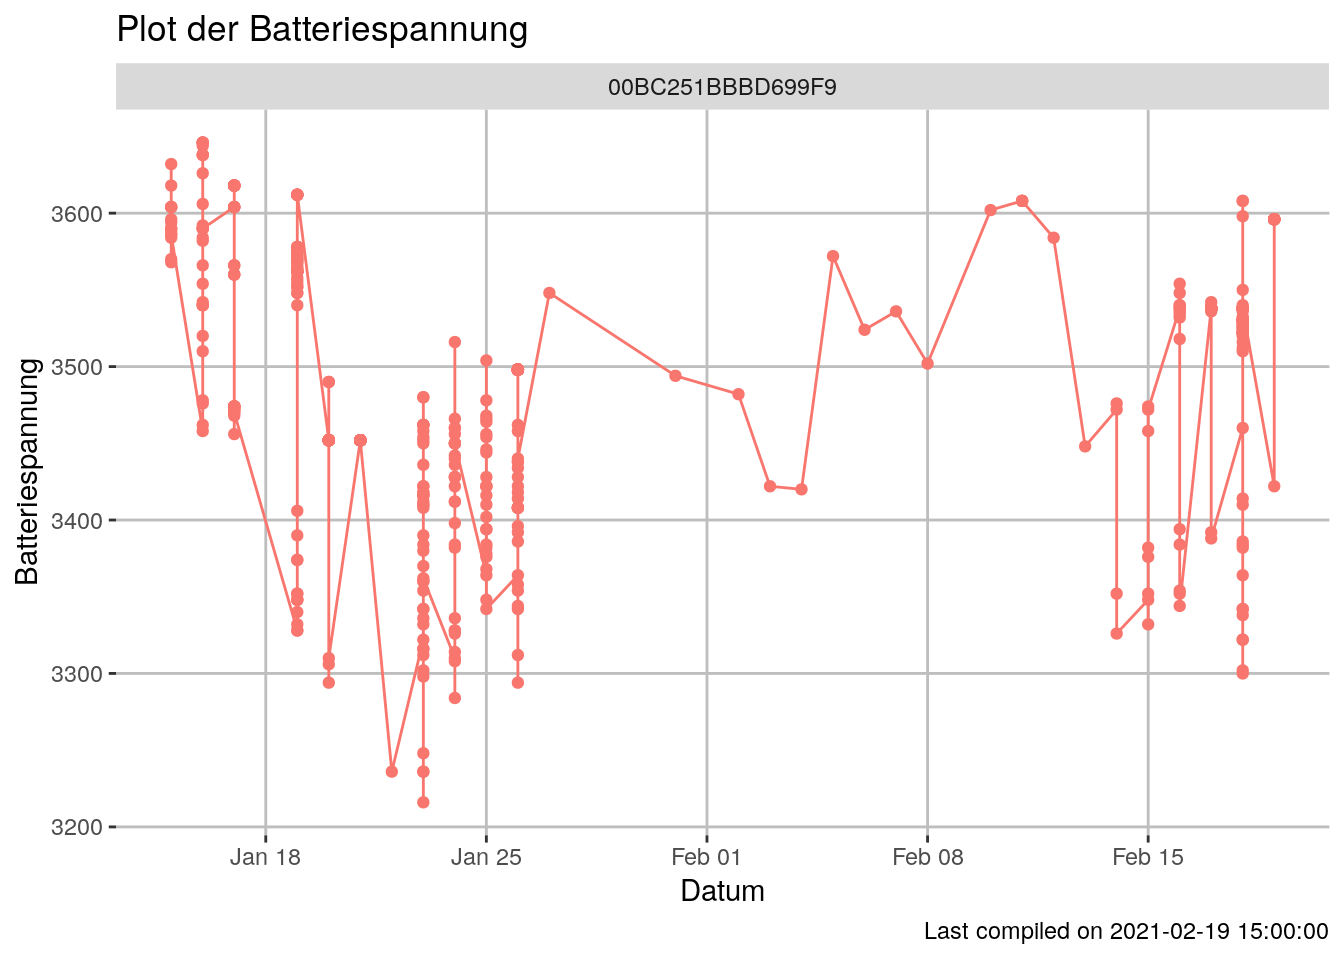 Plot der Batteriespannung
00BC251BBBD699F9
Batteriespannung
3600
3500
3400
3300
3200
Jan 18
Jan 25
Feb 01
Feb 08
Feb 15
Datum
Last compiled on 2021-02-19 15:00:00